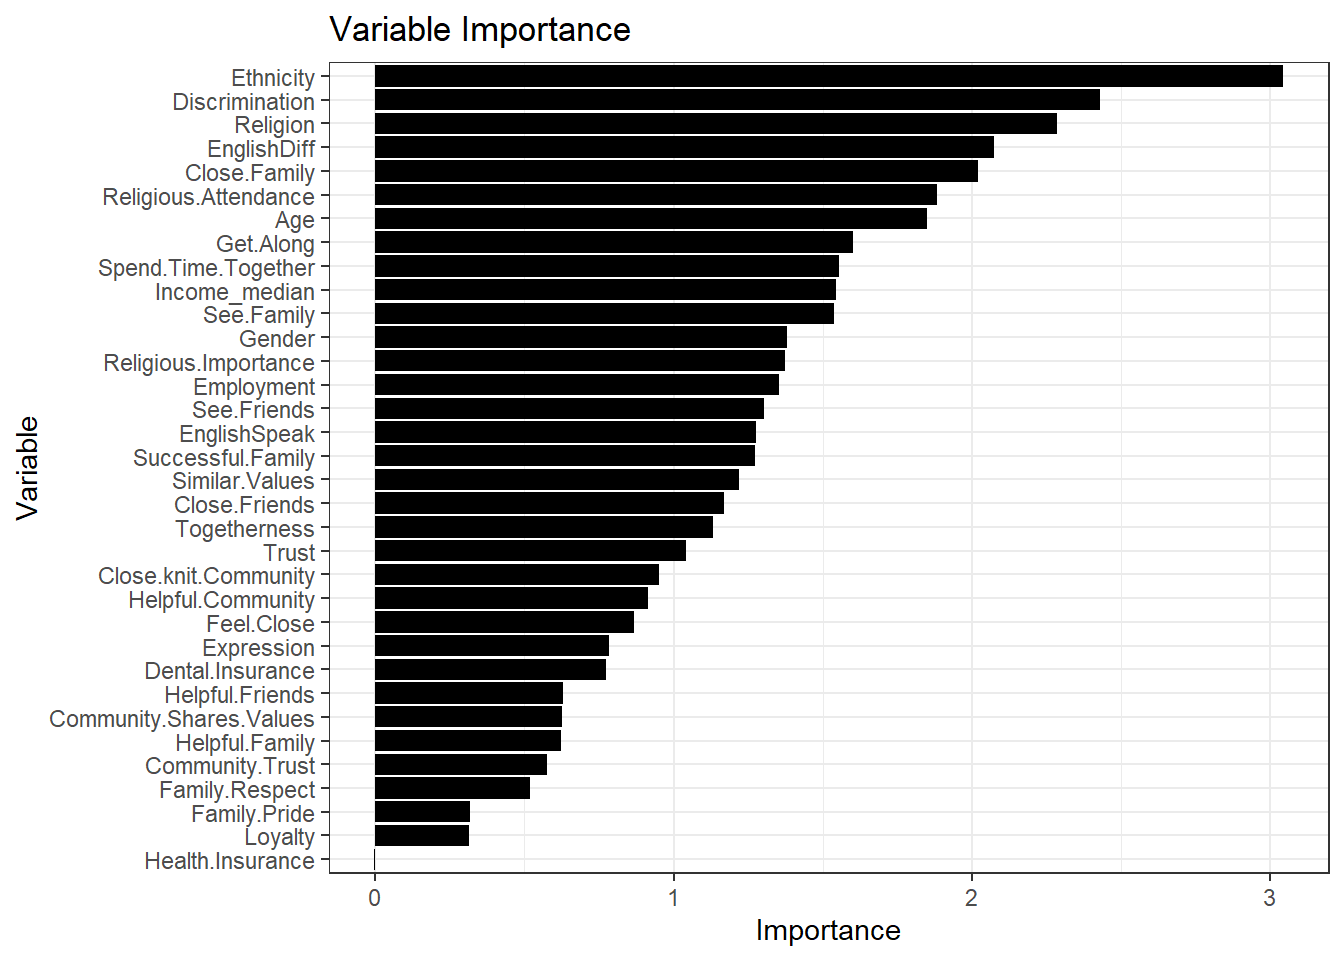 Variable Importance
Ethnicity
Discrimination
Religion
EnglishDiff
Close.Family
Religious.Attendance
Age
Get.Along
Spend.Time.Together
Income_median
See.Family
Gender
Religious.Importance
Employment
See.Friends
EnglishSpeak
Successful.Family
Similar.Values
Close.Friends
Togetherness
Trust
Close.knit.Community
Helpful.Community
Feel.Close
Expression
Dental.Insurance
Helpful.Friends
Community.Shares.Values
Helpful.Family
Community.Trust
Family.Respect
Family.Pride
Loyalty
Health.Insurance
Variable
0 1 2 3
Importance